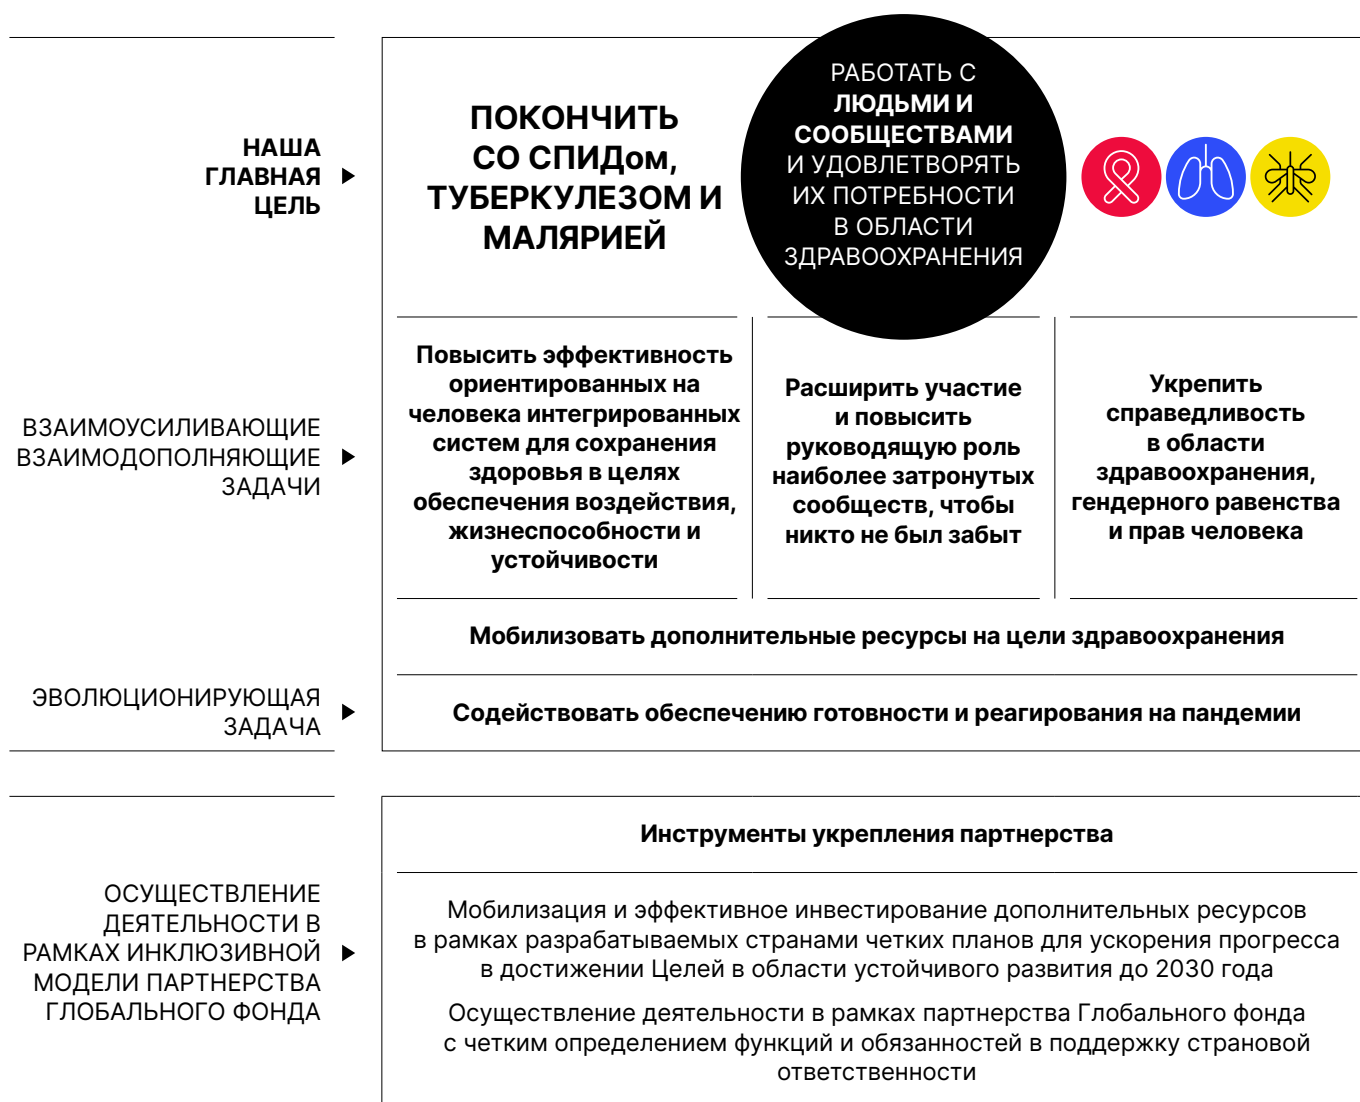 НАША
ГЛАВНАЯ
ЦЕЛЬ
ПОКОНЧИТЬ
СО СПИДом,
ТУБЕРКУЛЕЗОМ И
МАЛЯРИЕЙ
РАБОТАТЬ С
ЛЮДЬМИ И
СООБЩЕСТВАМИ
И УДОВЛЕТВОРЯТЬ
ИХ ПОТРЕБНОСТИ
В ОБЛАСТИ
ЗДРАВООХРАНЕНИЯ
ВЗАИМОУСИЛИВАЮЩИЕ
ВЗАИМОДОПОЛНЯЮЩИЕ
ЗАДАЧИ
Повысить эффективность
ориентированных на
человека интегрированных
систем для сохранения
здоровья в целях
обеспечения воздействия,
жизнеспособности и
устойчивости
Расширить участие
и повысить
руководящую роль
наиболее затронутых
сообществ, чтобы
никто не был забыт
Укрепить
справедливость
в области
здравоохранения,
гендерного равенства
и прав человека
Мобилизовать дополнительные ресурсы на цели здравоохранения
ЭВОЛЮЦИОНИРУЮЩАЯ
ЗАДАЧА
Содействовать обеспечению готовности и реагирования на пандемии
ОСУЩЕСТВЛЕНИЕ
ДЕЯТЕЛЬНОСТИ В
РАМКАХ ИНКЛЮЗИВНОЙ
МОДЕЛИ ПАРТНЕРСТВА
ГЛОБАЛЬНОГО ФОНДА
Инструменты укрепления партнерства
Мобилизация и эффективное инвестирование дополнительных ресурсов
в рамках разрабатываемых странами четких планов для ускорения прогресса
в достижении Целей в области устойчивого развития до 2030 года
Осуществление деятельности в рамках партнерства Глобального фонда
с четким определением функций и обязанностей в поддержку страновой
ответственности